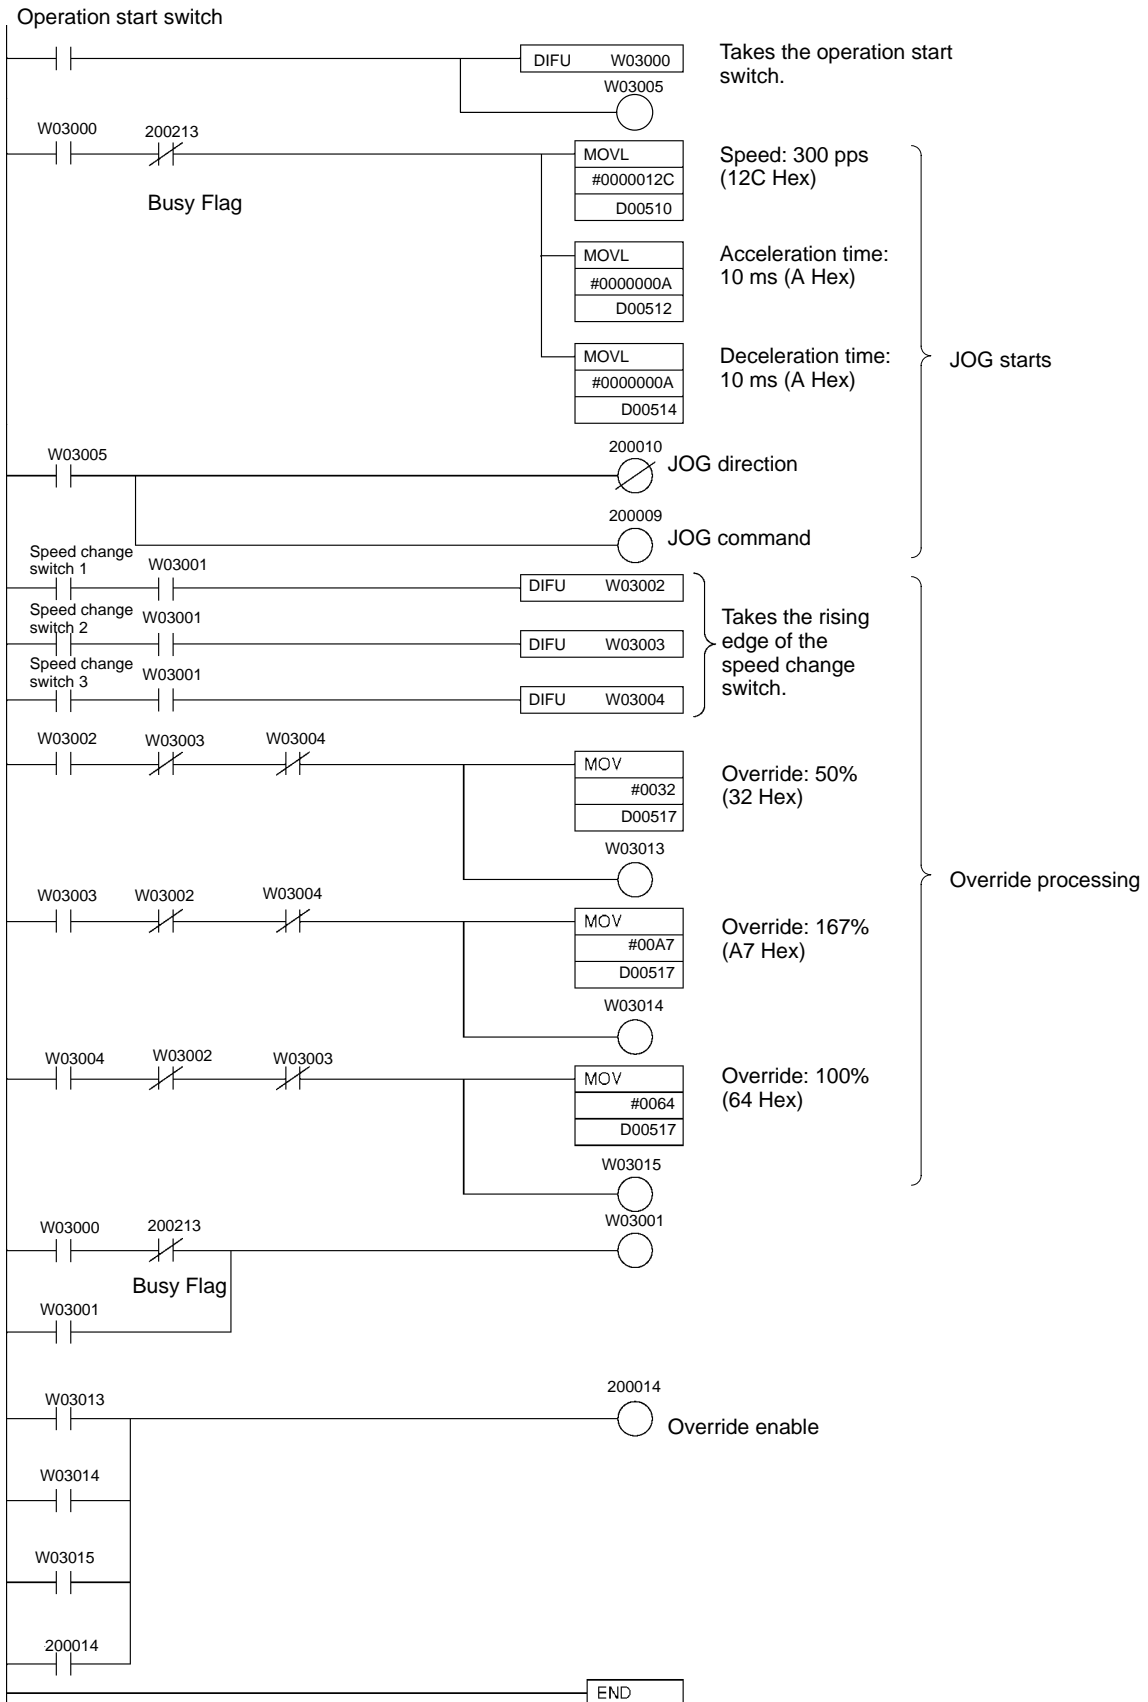 Operation start switch
DIFU W03000
Takes the operation start
switch.
W03005
W03000
200213
Busy Flag
MOVL
#0000012C
D00510
Speed: 300 pps
(12C Hex)
MOVL
#0000000A
D00512
Acceleration time:
10 ms (A Hex)
MOVL
#0000000A
D00514
Deceleration time:
10 ms (A Hex)
JOG starts
W03005
200010
JOG direction
200009
JOG command
Speed change
switch 1
W03001
DIFU W03002
Speed change
switch 2
W03001
DIFU W03003
Speed change
switch 3
W03001
DIFU W03004
Takes the rising
edge of the
speed change
switch.
W03002
W03003
W03004
MOV
#0032
D00517
Override: 50%
(32 Hex)
W03013
Override processing
W03003
W03002
W03004
MOV
#00A7
D00517
Override: 167%
(A7 Hex)
W03014
W03004
W03002
W03003
MOV
#0064
D00517
Override: 100%
(64 Hex)
W03015
W03000
200213
Busy Flag
W03001
W03001
W03013
200014
Override enable
W03014
W03015
200014
END